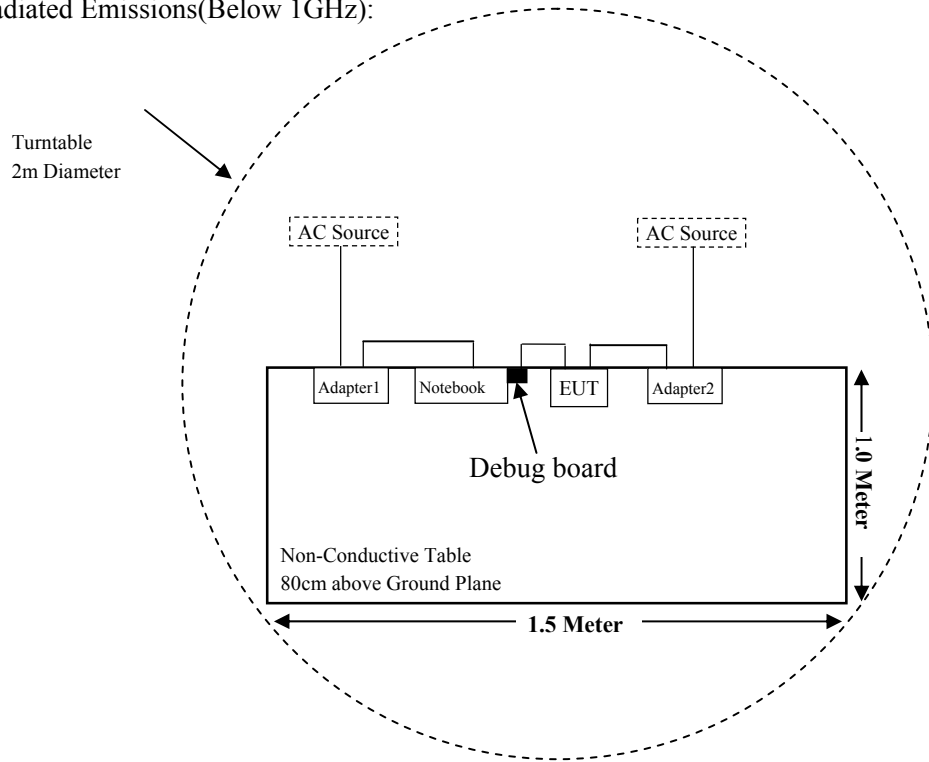 adiated Emissions(Below 1GHz):
Turntable
2m Diameter
AC Source
AC Source
Adapter1
Notebook
EUT
Adapter2
Debug board
1.0 Meter
Non-Conductive Table
80cm above Ground Plane
1.5 Meter